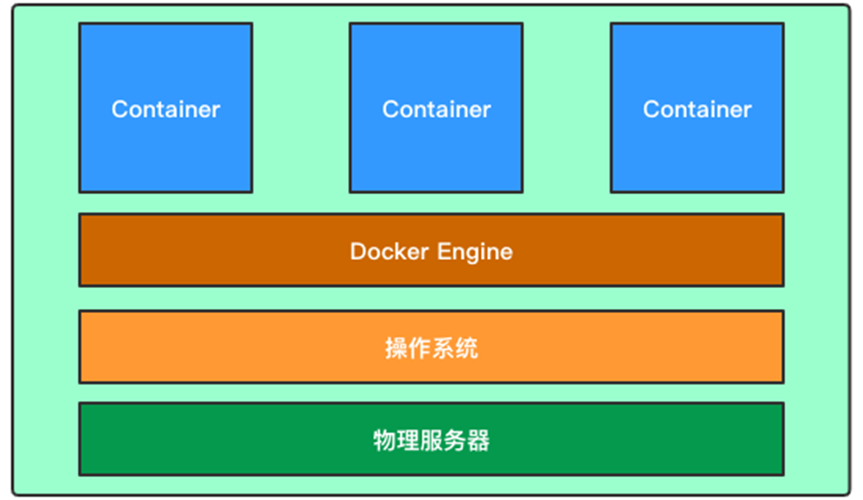 Container Container Container
Docker Engine
操作系统
物理服务器